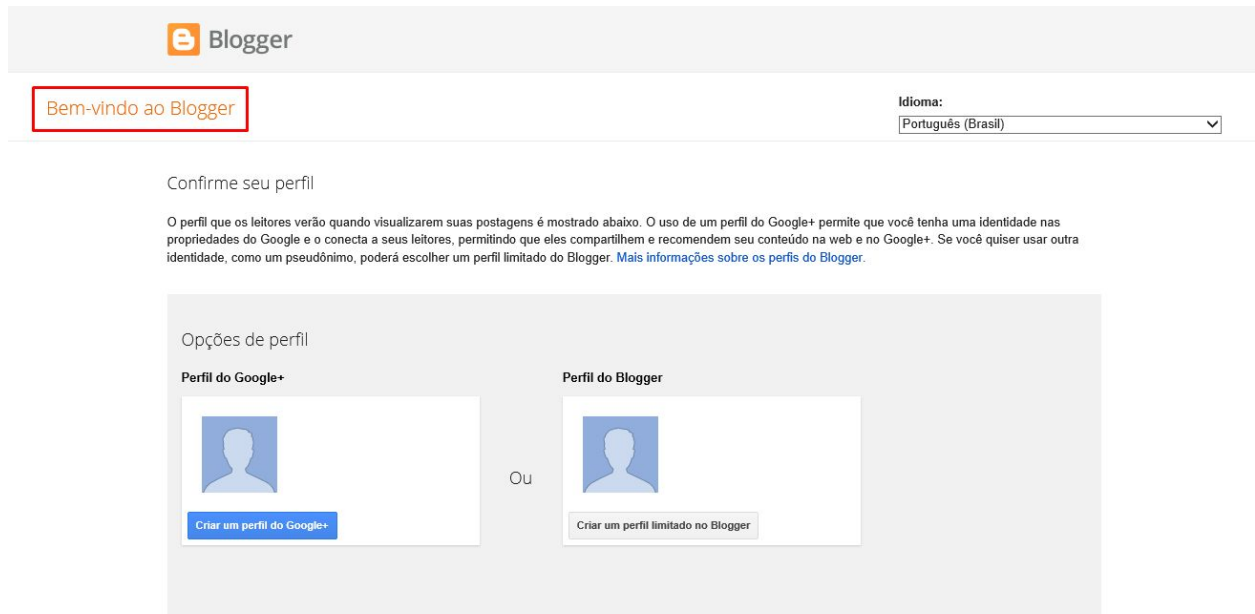 Blogger
Bem-vindo ao Blogger
Idioma:
Português (Brasil)
Confirme seu perfil
O perfil que os leitores verão quando visualizarem suas postagens é mostrado abaixo. O uso de um perfil do Google+ permite que você tenha uma identidade nas
propriedades do Google e o conecta a seus leitores, permitindo que eles compartilhem e recomendem seu conteúdo na web e no Google+. Se você quiser usar outra
identidade, como um pseudônimo, poderá escolher um perfil limitado do Blogger. Mais informações sobre os perfis do Blogger.
Opções de perfil
Perfil do Google+
Perfil do Blogger
Ou
Criar um perfil do Google+
Criar um perfil limitado no Blogger